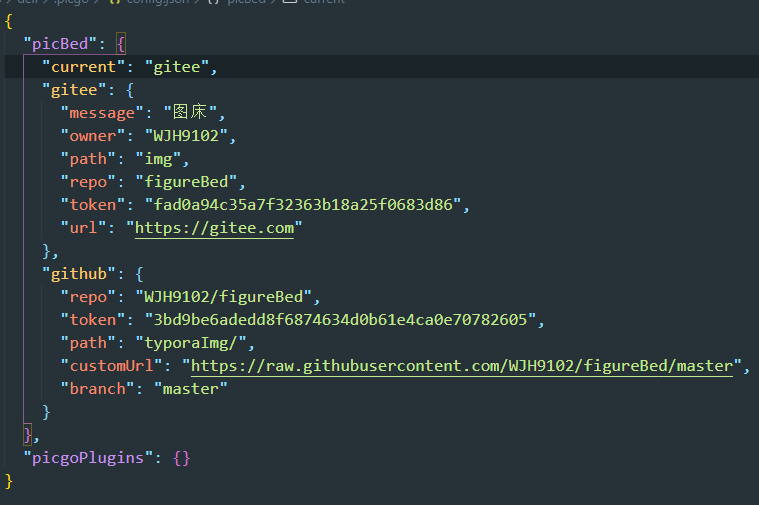 .picgo config.json picBed current
{
"picBed": {
"current": "gitee",
"gitee": {
"message": "图床",
"owner": "WJH9102",
"path": "img",
"repo": "figureBed",
"token": "fad0a94c35a7f32363b18a25f0683d86",
"url": "https://gitee.com"
},
"github": {
"repo": "WJH9102/figureBed",
"token": "3bd9be6adedd8f6874634d0b61e4ca0e70782605",
"path": "typoraImg/",
"customUrl": "https://raw.githubusercontent.com/WJH9102/figureBed/master",
"branch": "master"
}
},
"picgoPlugins": {}
}